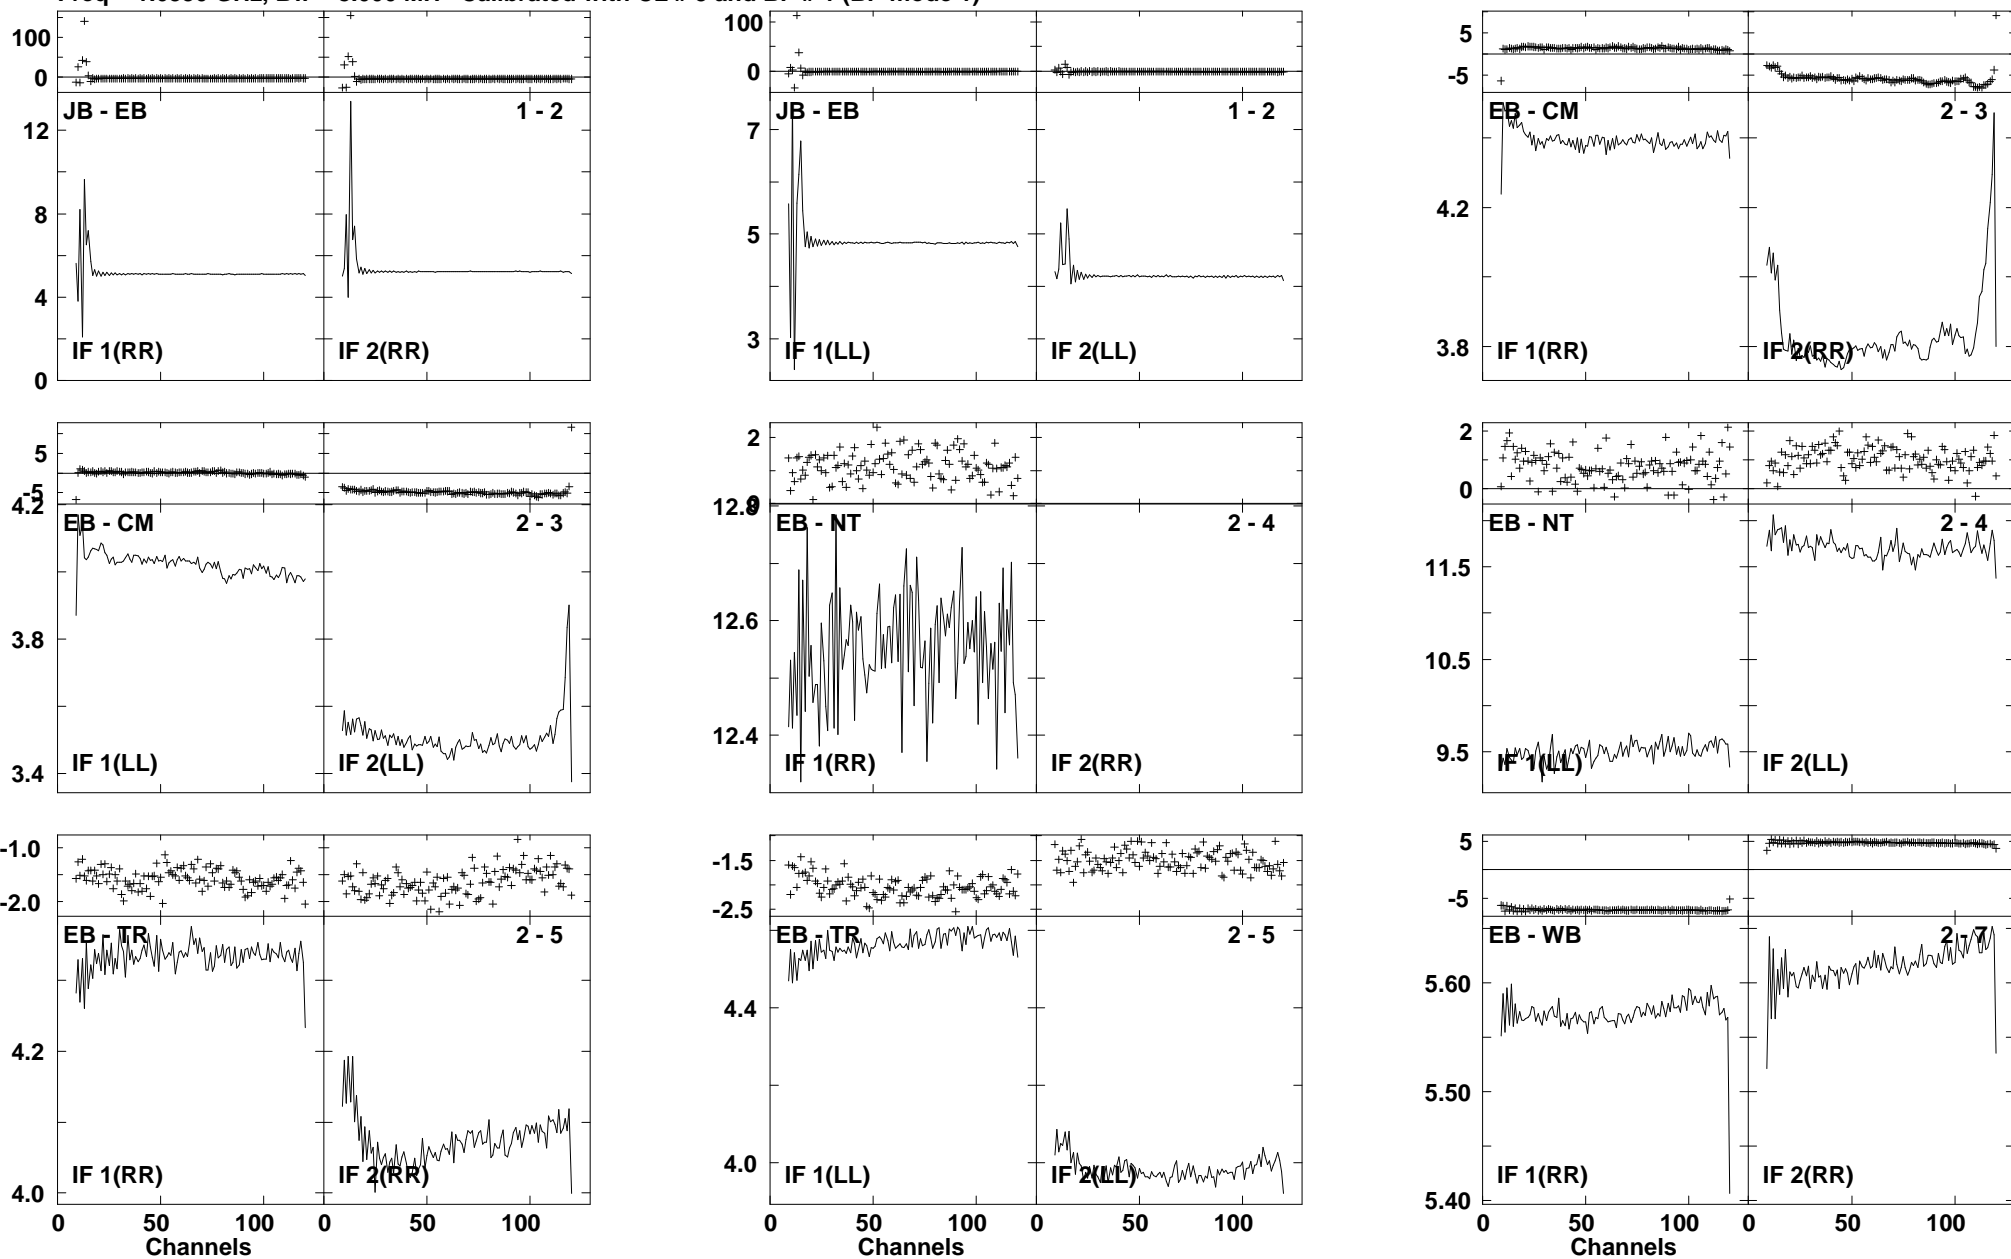 100
0
JB - EB
1 - 2
12
8
4
0
IF 1(RR)
IF 2(RR)
100
0
JB - EB
1 - 2
7
5
3
IF 1(LL)
IF 2(LL)
5
-5
EB - CM
2 - 3
4.2
3.8
IF 1(RR)
IF 2(RR)
5
-5
4.2
EB - CM
2 - 3
3.8
3.4
IF 1(LL)
IF 2(LL)
2
0
12.8
EB - NT
2 - 4
12.6
12.4
IF 1(RR)
IF 2(RR)
2
0
EB - NT
2 - 4
11.5
10.5
9.5
IF 1(LL)
IF 2(LL)
-1.0
-2.0
EB - TR
2 - 5
4.2
4.0
IF 1(RR)
IF 2(RR)
0 50 100 0 50 100
Channels
-1.5
-2.5
EB - TR
2 - 5
4.4
4.0
IF 1(LL)
IF 2(LL)
0 50 100 0 50 100
Channels
5
-5
EB - WB
2 - 7
5.60
5.50
5.40
IF 1(RR)
IF 2(RR)
0 50 100 0 50 100
Channels